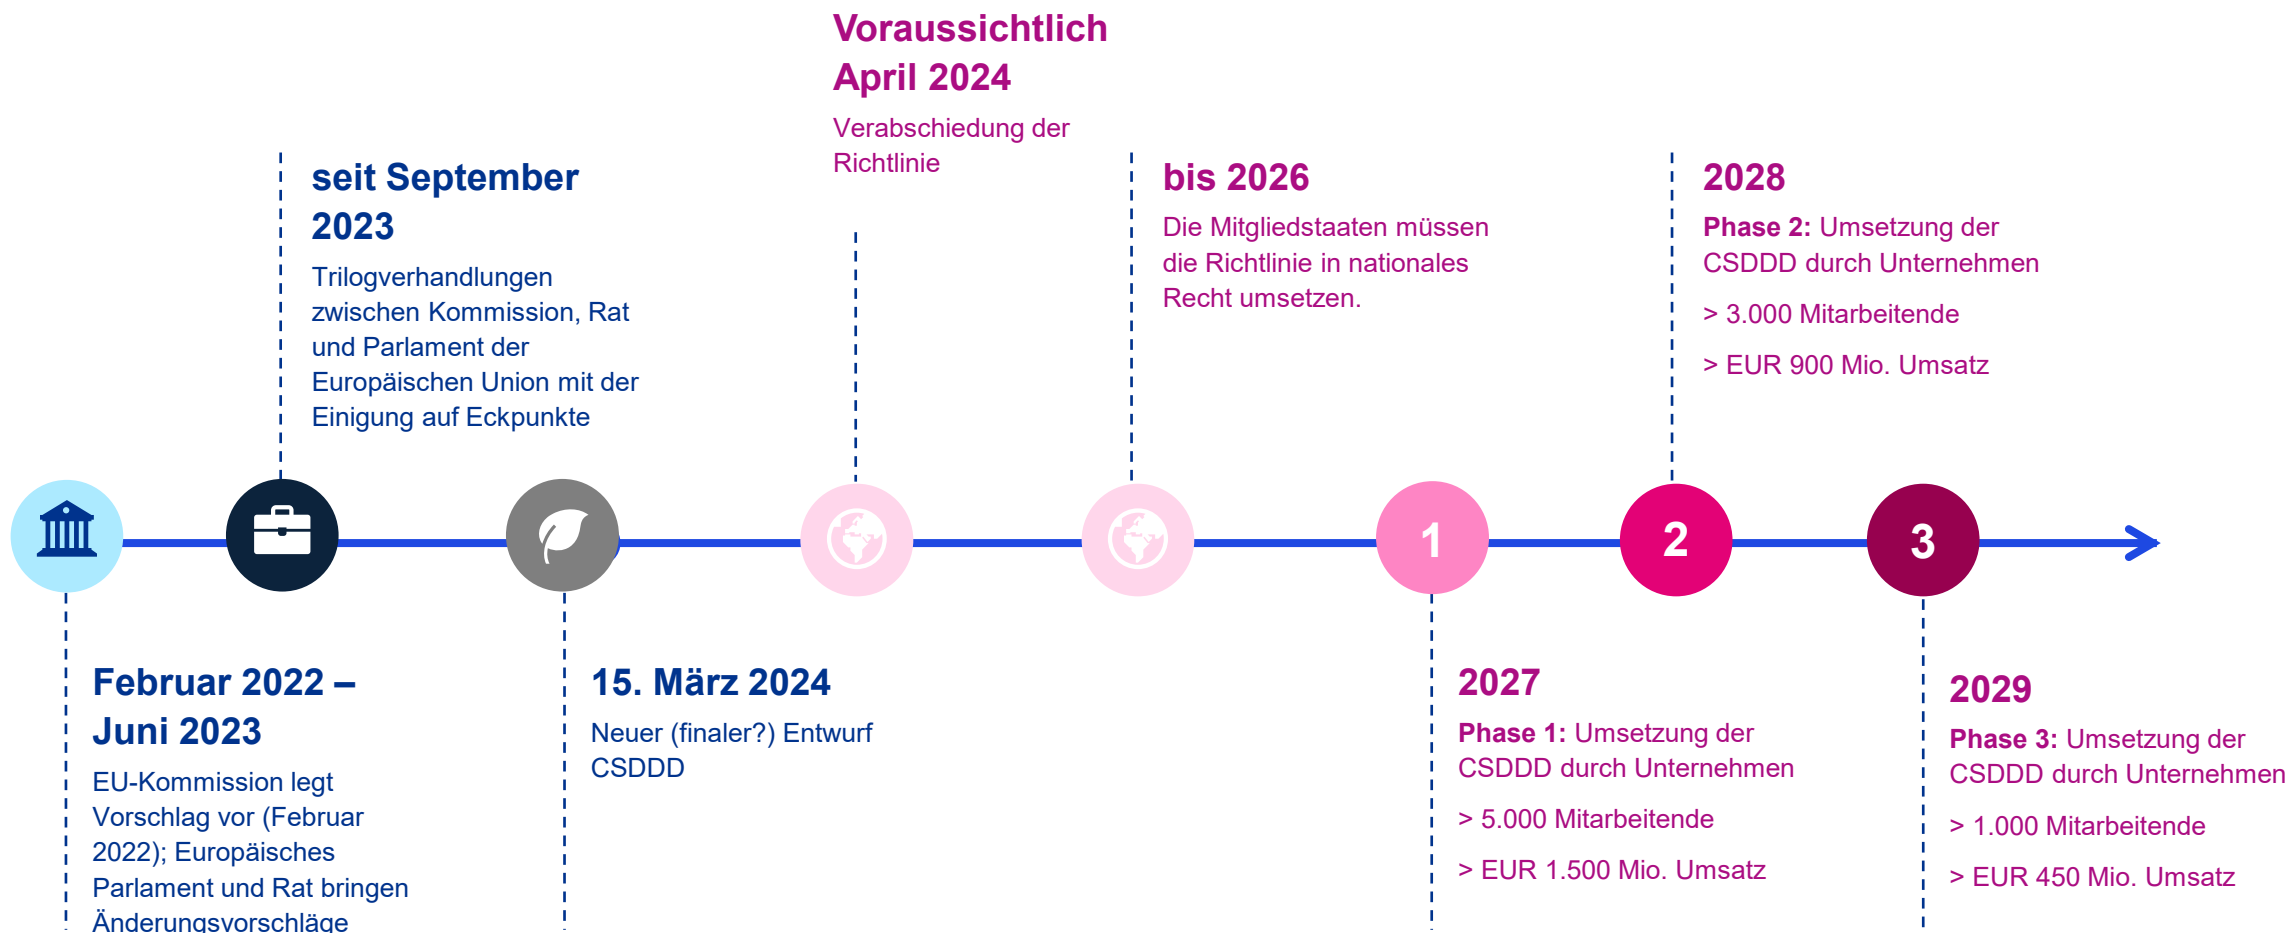 Voraussichtlich
April 2024
Verabschiedung der
Richtlinie
seit September
2023
Trilogverhandlungen
zwischen Kommission, Rat
und Parlament der
Europäischen Union mit der
Einigung auf Eckpunkte
bis 2026
Die Mitgliedstaaten müssen
die Richtlinie in nationales
Recht umsetzen.
2028
Phase 2: Umsetzung der
CSDDD durch Unternehmen
> 3.000 Mitarbeitende
> EUR 900 Mio. Umsatz
1
2
3
Februar 2022 –
Juni 2023
EU-Kommission legt
Vorschlag vor (Februar
2022); Europäisches
Parlament und Rat bringen
Änderungsvorschläge
15. März 2024
Neuer (finaler?) Entwurf
CSDDD
2027
Phase 1: Umsetzung der
CSDDD durch Unternehmen
> 5.000 Mitarbeitende
> EUR 1.500 Mio. Umsatz
2029
Phase 3: Umsetzung der
CSDDD durch Unternehmen
> 1.000 Mitarbeitende
> EUR 450 Mio. Umsatz